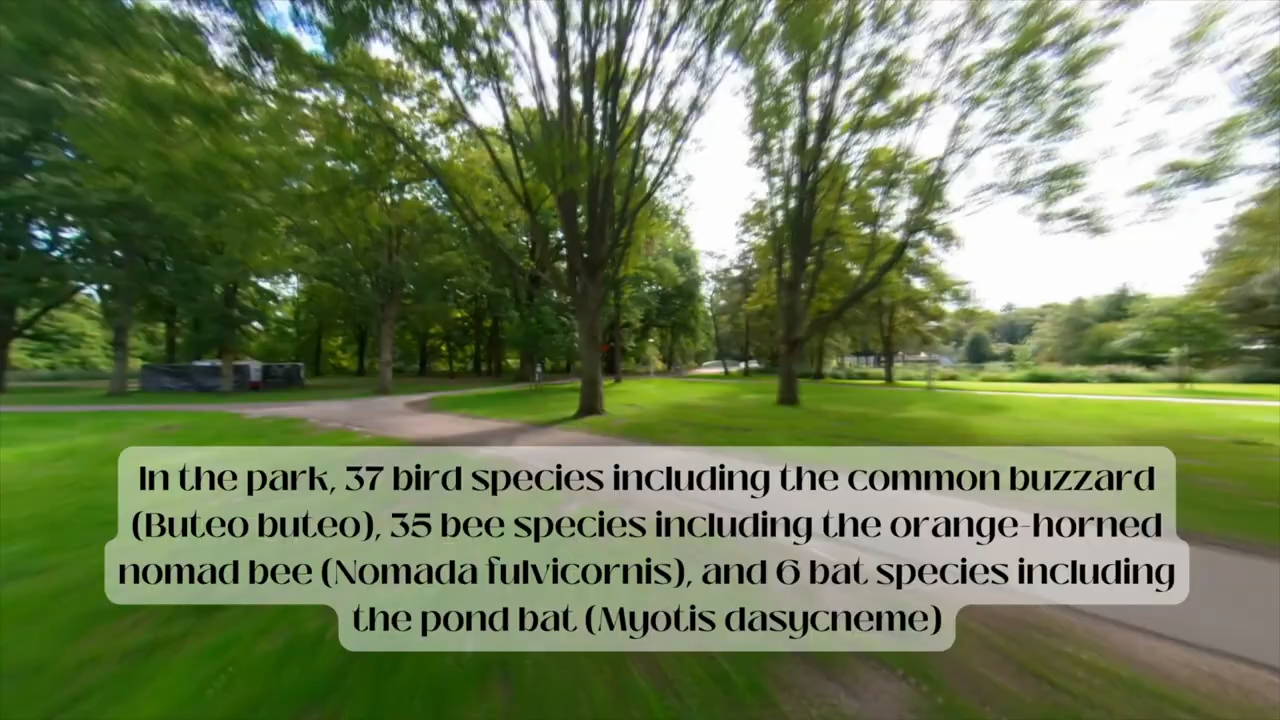 In the park, 37 bird species including the common buzzard
(Buteo buteo), 35 bee species including the orange-horned
nomad bee (Nomada fulvicornis), and 6 bat species including
the pond bat (Myotis dasycneme)